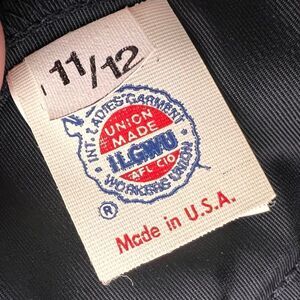 11/12
INT. LADIES' GARMENT
UNION
MADE
ILGWU
AFL CIO
WORKERS UNION
®
Made in U.S.A.